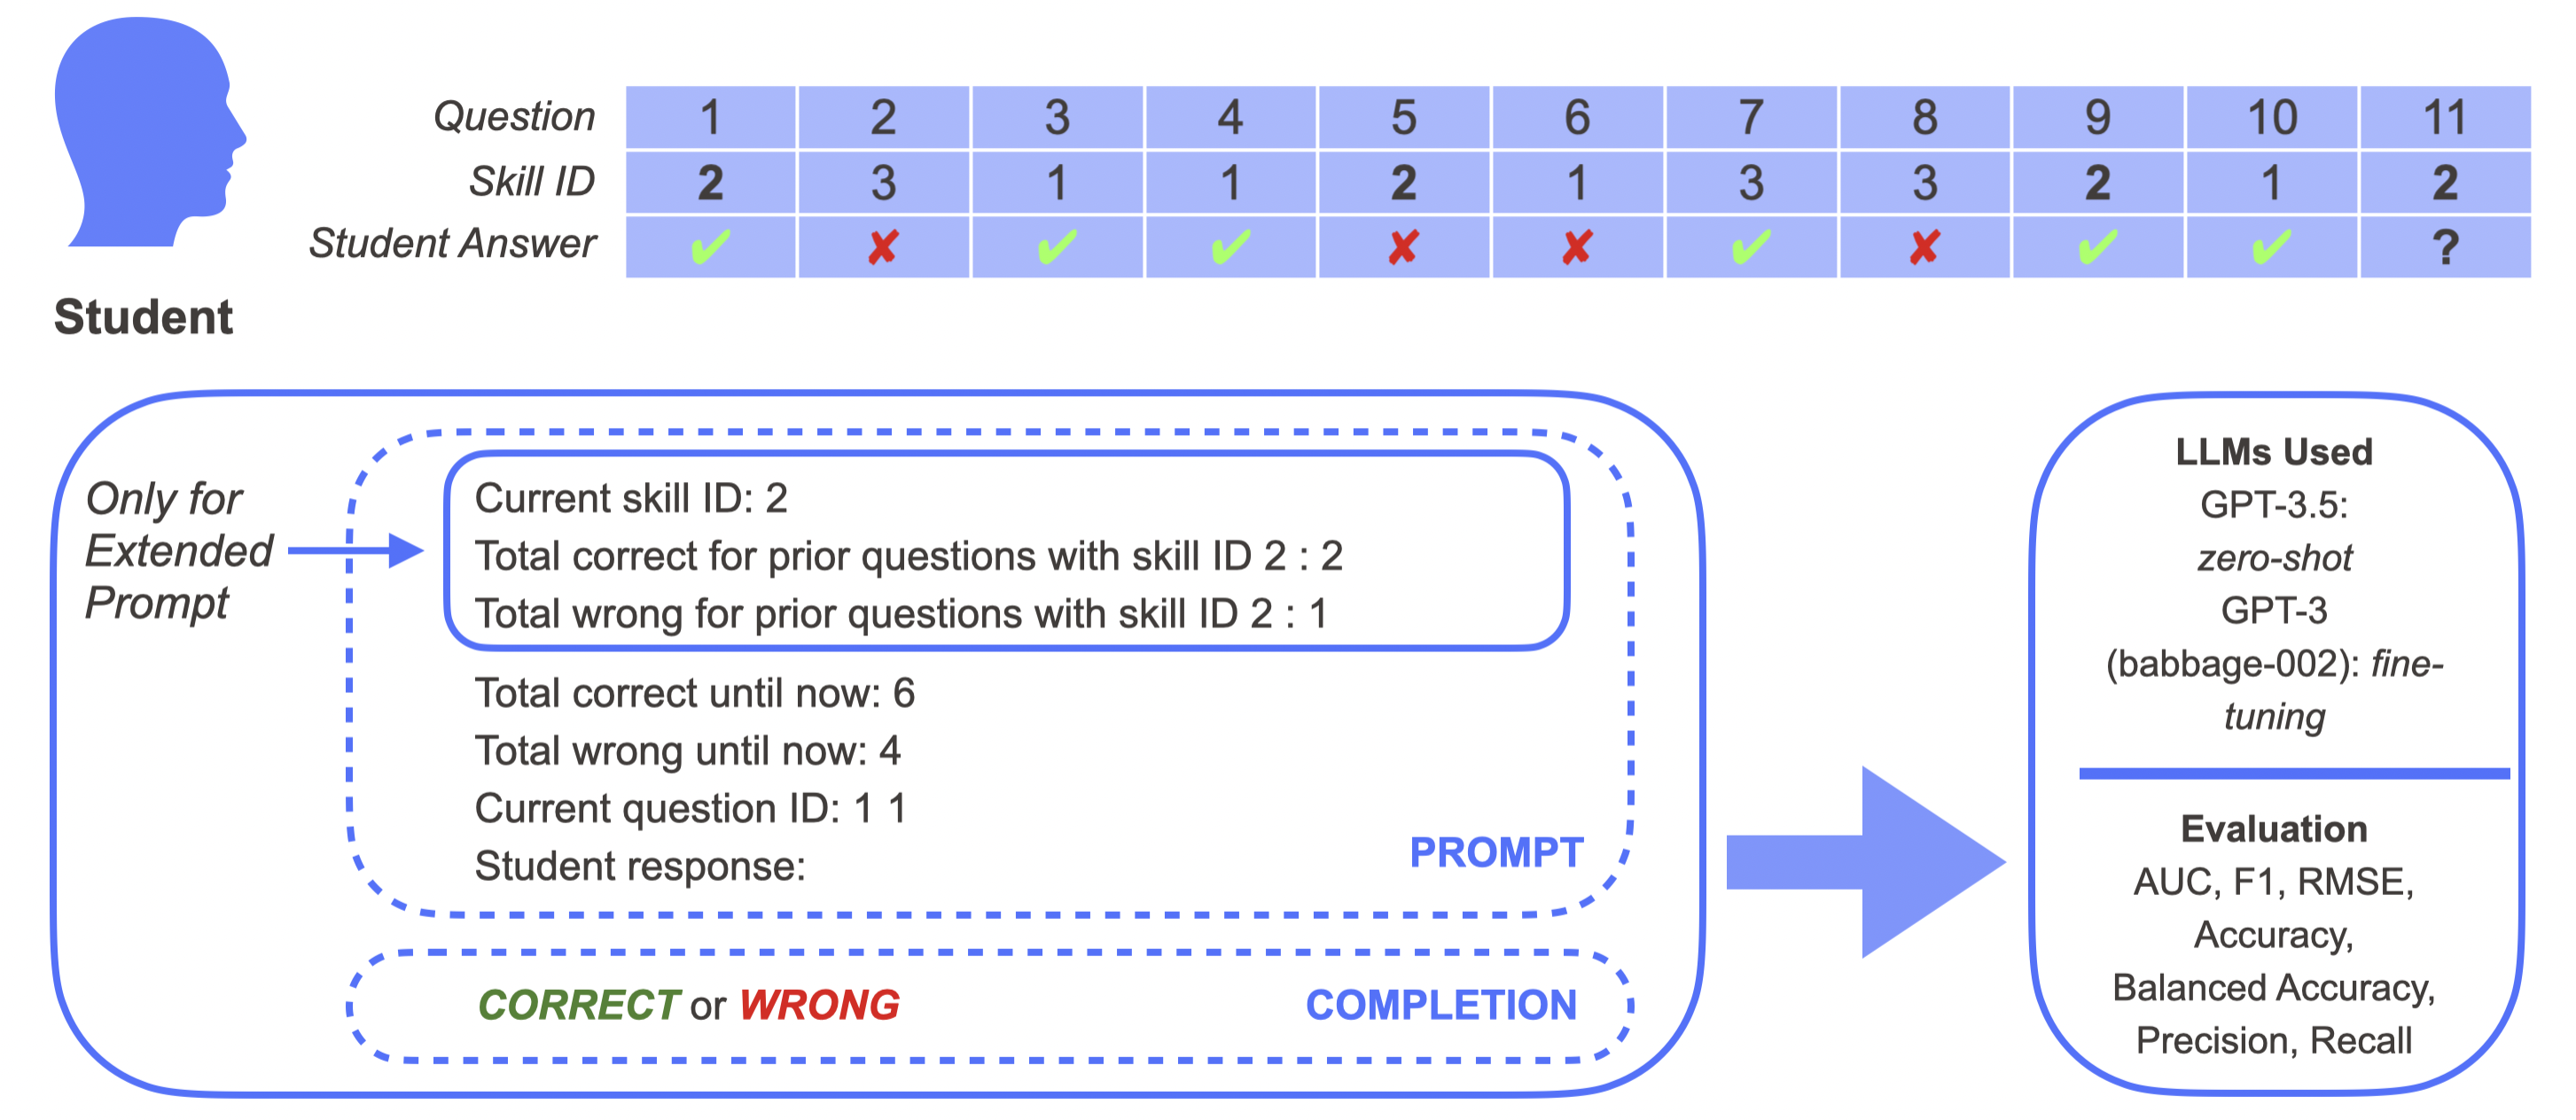 Question 1 2 3 4 5 6 7 8 9 10 11
Skill ID 2 3 1 1 2 1 3 3 2 1 2
Student Answer ✔ ✘ ✔ ✔ ✘ ✘ ✔ ✘ ✔ ✔ ?
Student
Only for
Extended
Prompt
Current skill ID: 2
Total correct for prior questions with skill ID 2 : 2
Total wrong for prior questions with skill ID 2 : 1
Total correct until now: 6
Total wrong until now: 4
Current question ID: 1 1
Student response:
PROMPT
CORRECT or WRONG
COMPLETION
LLMs Used
GPT-3.5:
zero-shot
GPT-3
(babbage-002): fine-
tuning
Evaluation
AUC, F1, RMSE,
Accuracy,
Balanced Accuracy,
Precision, Recall